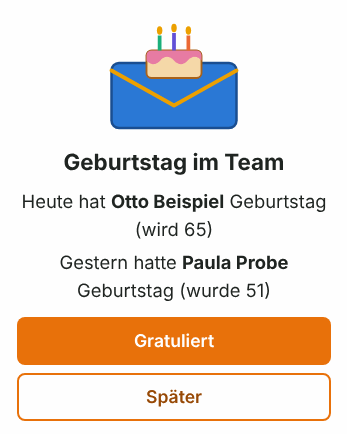 Geburtstag im Team
Heute hat Otto Beispiel Geburtstag
(wird 65)
Gestern hatte Paula Probe
Geburtstag (wurde 51)
Gratuliert
Später